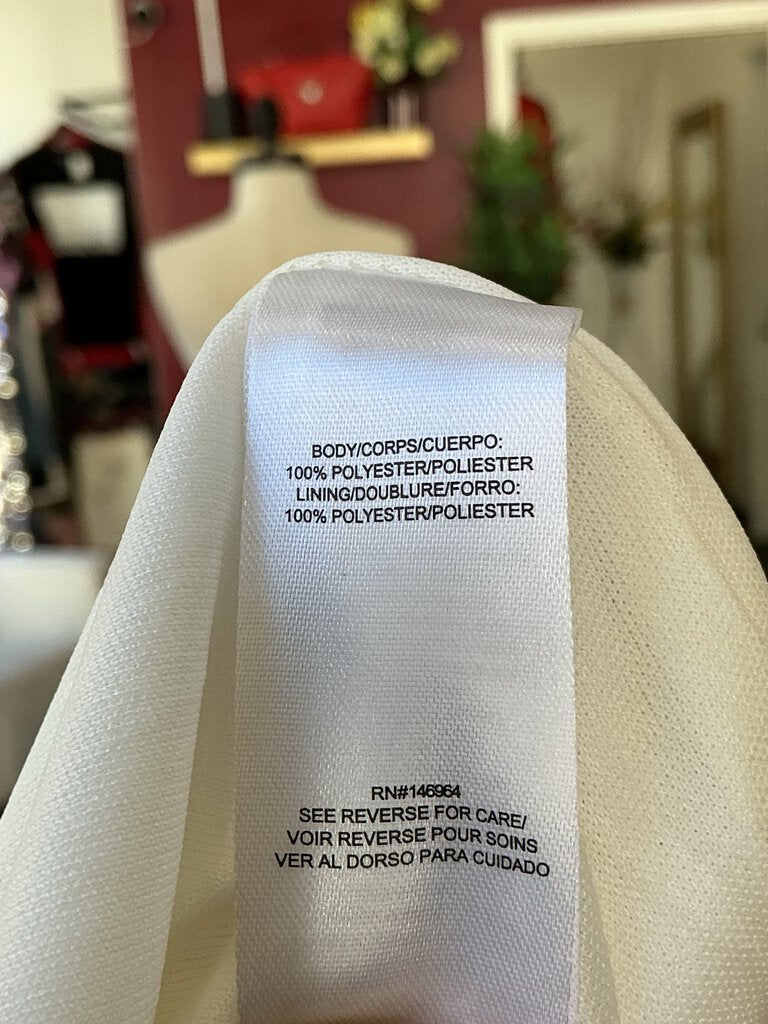 BODY/CORPS/CUERPO:
100% POLYESTER/POLIESTER
LINING/DOUBLURE/FORRO:
100% POLYESTER/POLIESTER
RN#146964
SEE REVERSE FOR CARE/
VOIR REVERSE POUR SOINS
VER AL DORSO PARA CUIDADO